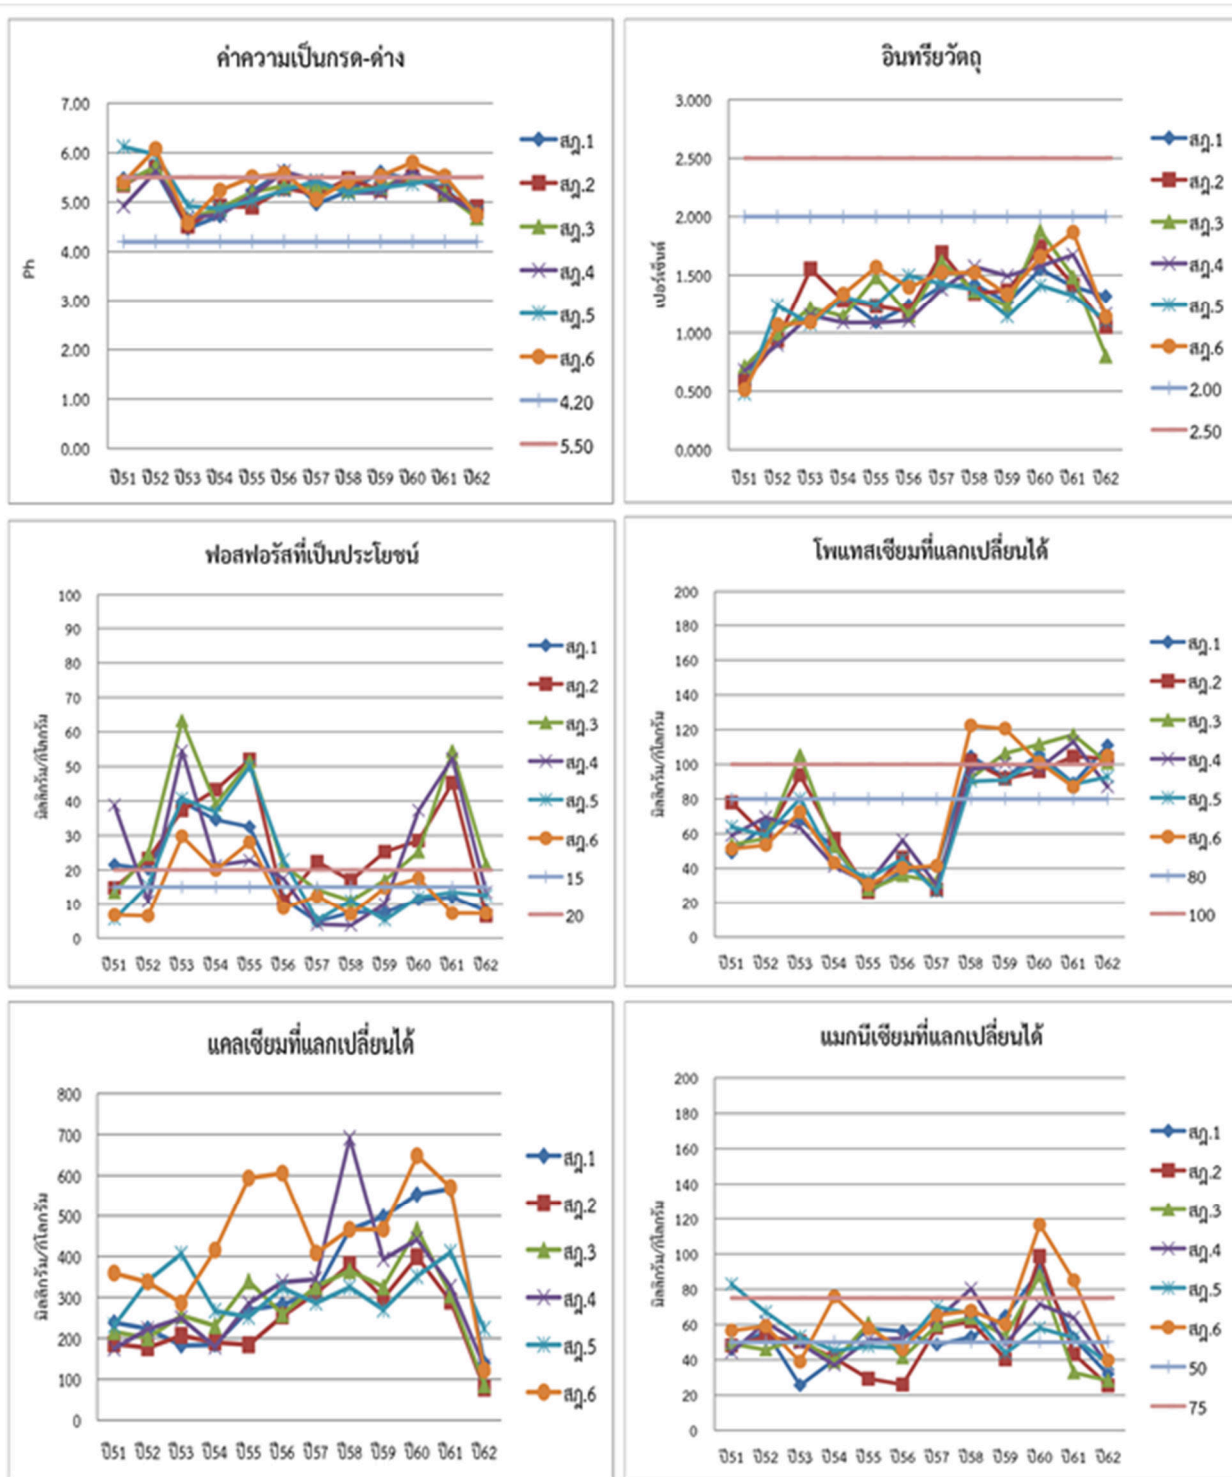 ค่าความเป็นกรด-ด่าง
7.00
6.00
5.00
4.00
3.00
2.00
1.00
0.00
Ph
ปี51 ปี52 ปี53 ปี54 ปี55 ปี56 ปี57 ปี58 ปี59 ปี60 ปี61 ปี62
สฎ.1
สฎ.2
สฎ.3
สฎ.4
สฎ.5
สฎ.6
4.20
5.50
อินทรียวัตถุ
3.000
2.500
2.000
1.500
1.000
0.500
0.000
เปอร์เซ็นต์
ปี51 ปี52 ปี53 ปี54 ปี55 ปี56 ปี57 ปี58 ปี59 ปี60 ปี61 ปี62
สฎ.1
สฎ.2
สฎ.3
สฎ.4
สฎ.5
สฎ.6
2.00
2.50
ฟอสฟอรัสที่เป็นประโยชน์
100
90
80
70
60
50
40
30
20
10
0
มิลลิกรัม/กิโลกรัม
ปี51 ปี52 ปี53 ปี54 ปี55 ปี56 ปี57 ปี58 ปี59 ปี60 ปี61 ปี62
สฎ.1
สฎ.2
สฎ.3
สฎ.4
สฎ.5
สฎ.6
15
20
โพแทสเซียมที่แลกเปลี่ยนได้
200
180
160
140
120
100
80
60
40
20
0
มิลลิกรัม/กิโลกรัม
ปี51 ปี52 ปี53 ปี54 ปี55 ปี56 ปี57 ปี58 ปี59 ปี60 ปี61 ปี62
สฎ.1
สฎ.2
สฎ.3
สฎ.4
สฎ.5
สฎ.6
80
100
แคลเซียมที่แลกเปลี่ยนได้
800
700
600
500
400
300
200
100
0
มิลลิกรัม/กิโลกรัม
ปี51 ปี52 ปี53 ปี54 ปี55 ปี56 ปี57 ปี58 ปี59 ปี60 ปี61 ปี62
สฎ.1
สฎ.2
สฎ.3
สฎ.4
สฎ.5
สฎ.6
แมกนีเซียมที่แลกเปลี่ยนได้
200
180
160
140
120
100
80
60
40
20
0
มิลลิกรัม/กิโลกรัม
ปี51 ปี52 ปี53 ปี54 ปี55 ปี56 ปี57 ปี58 ปี59 ปี60 ปี61 ปี62
สฎ.1
สฎ.2
สฎ.3
สฎ.4
สฎ.5
สฎ.6
50
75